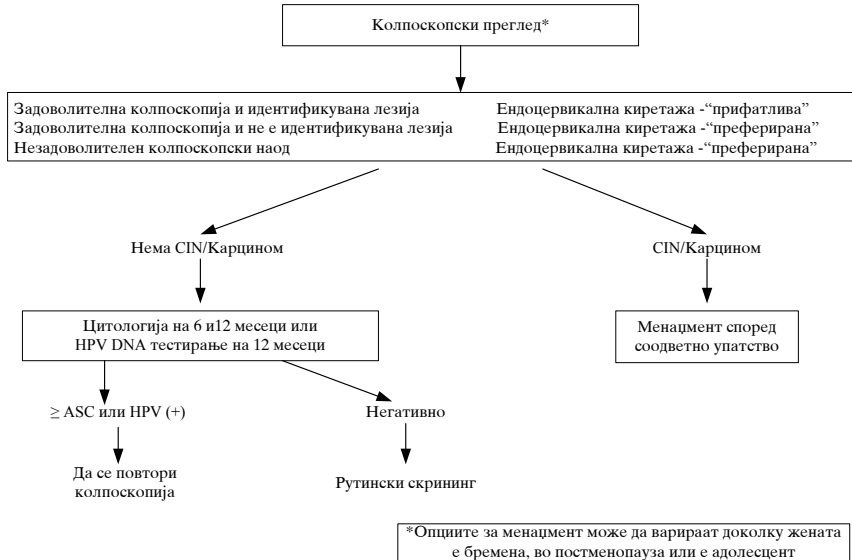 Колпоскопски преглед*
Задоволителна колпоскопија и идентификувана лезија Ендоцервикална киретажа -“прифатлива”
Задоволителна колпоскопија и не е идентификувана лезија Ендоцервикална киретажа -“преферирана”
Незадоволителен колпоскопски наод Ендоцервикална киретажа -“преферирана”
Нема CIN/Карцином
CIN/Карцином
Цитологија на 6 и12 месеци или
HPV DNA тестирање на 12 месеци
Менаџмент според
соодветно упатство
≥ ASC или HPV (+)
Негативно
Да се повтори
колпоскопија
Рутински скрининг
*Опциите за менаџмент може да варираат доколку жената
е бремена, во постменопауза или е адолесцент